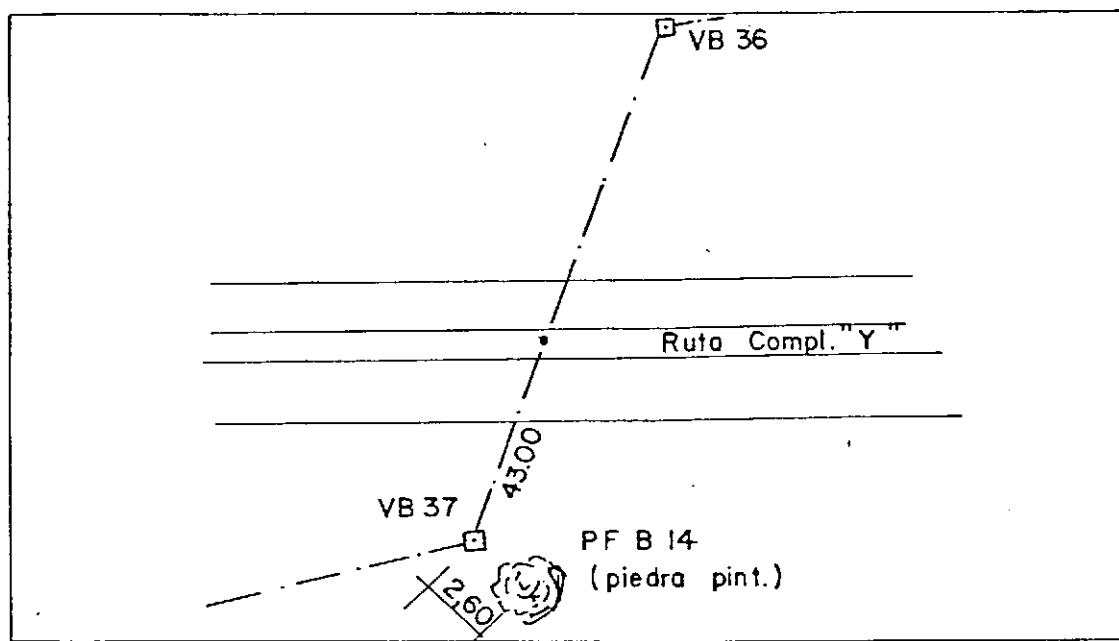 VB 36
Ruta Compl. "Y"
43.00
VB 37
PF B 14
(piedra pint.)
2,60